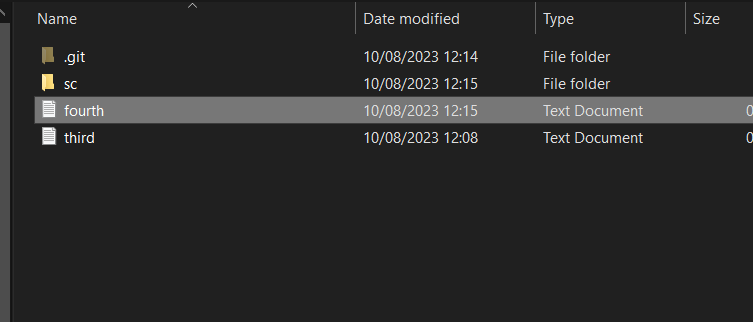 Name Date modified Type Size
.git 10/08/2023 12:14 File folder
sc 10/08/2023 12:15 File folder
fourth 10/08/2023 12:15 Text Document 0
third 10/08/2023 12:08 Text Document 0